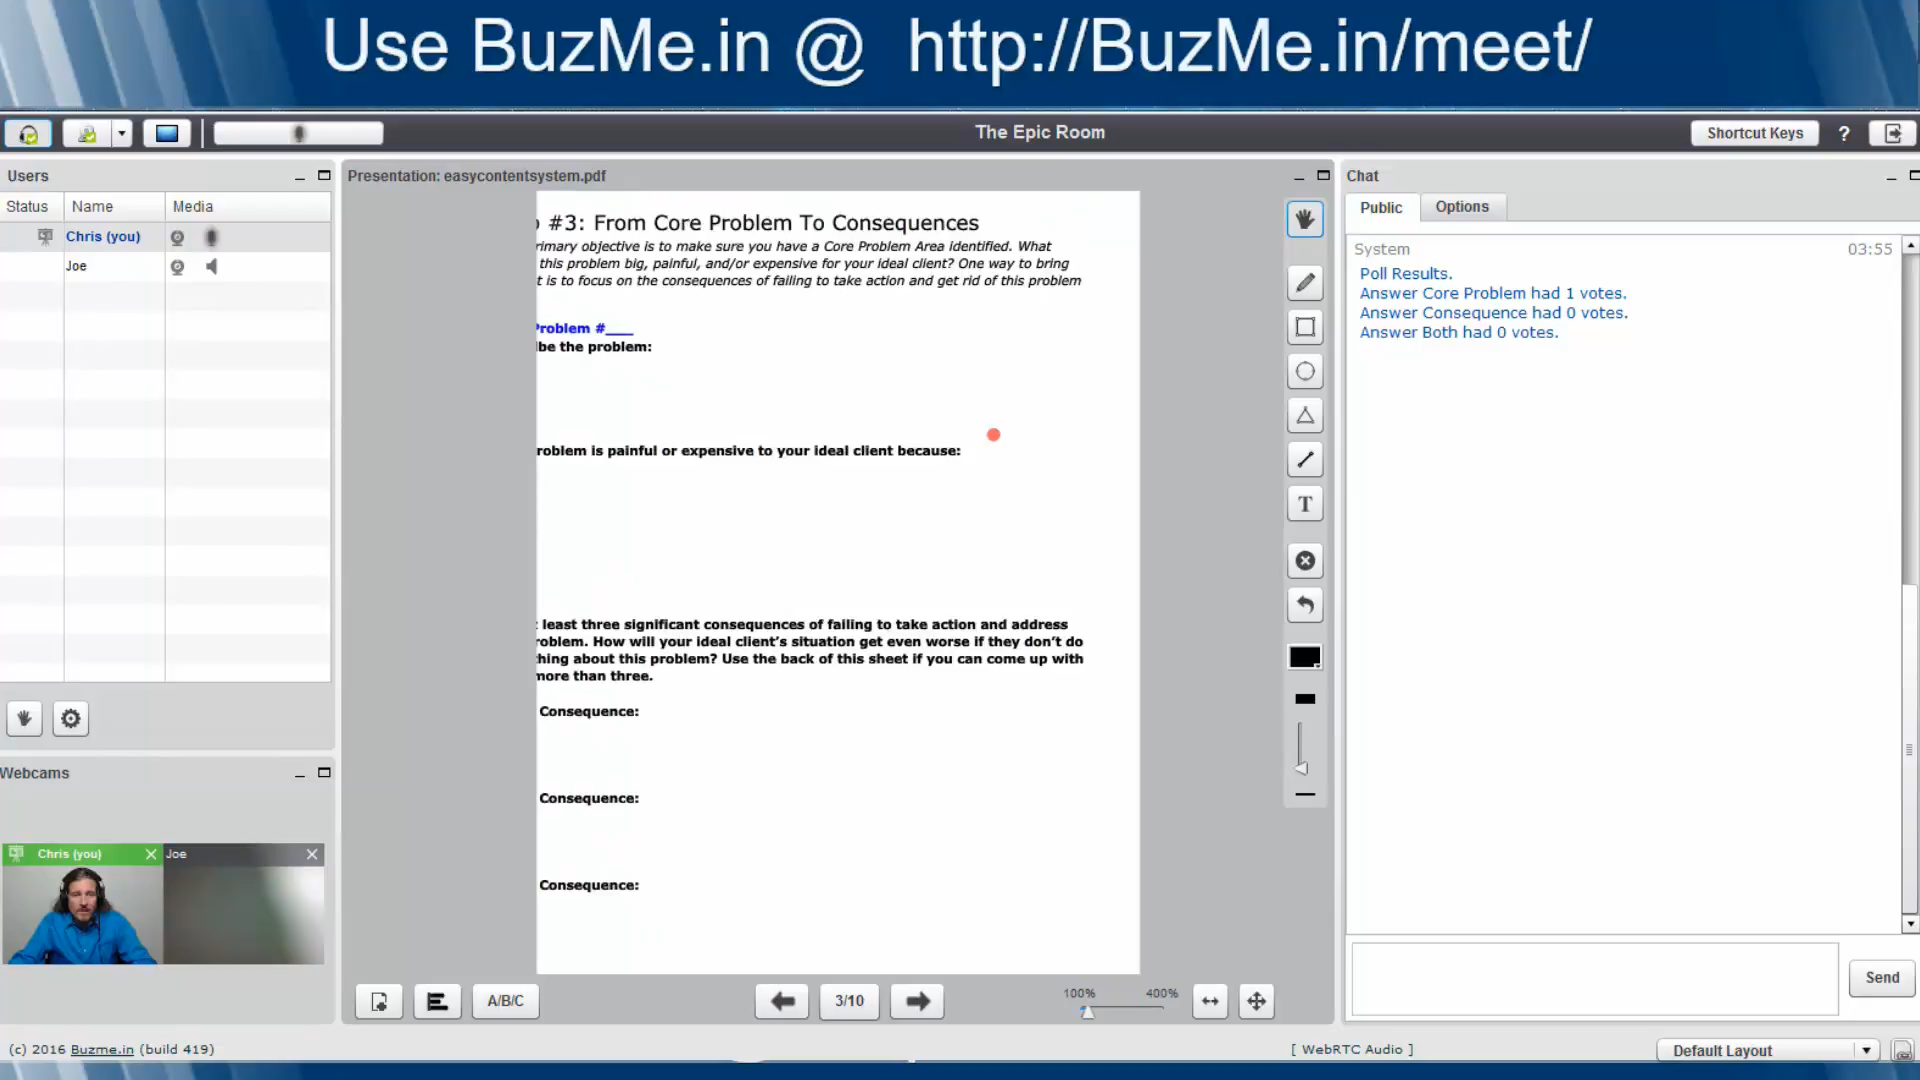 Use BuzMe.in @ http://BuzMe.in/meet/
The Epic Room
Shortcut Keys
?
Users
Status Name Media
Chris (you)
Joe
Webcams
Chris (you)
Joe
Presentation: easycontentsystem.pdf
#3: From Core Problem To Consequences
rimary objective is to make sure you have a Core Problem Area identified. What
this problem big, painful, and/or expensive for your ideal client? One way to bring
t is to focus on the consequences of failing to take action and get rid of this problem
Problem #___
be the problem:
roblem is painful or expensive to your ideal client because:
least three significant consequences of failing to take action and address
roblem. How will your ideal client's situation get even worse if they don't do
hing about this problem? Use the back of this sheet if you can come up with
more than three.
Consequence:
Consequence:
Consequence:
T
A/B/C
3/10
100% 400%
Chat
Public Options
System 03:55
Poll Results.
Answer Core Problem had 1 votes.
Answer Consequence had 0 votes.
Answer Both had 0 votes.
Send
(c) 2016 Buzme.in (build 419)
[ WebRTC Audio ]
Default Layout